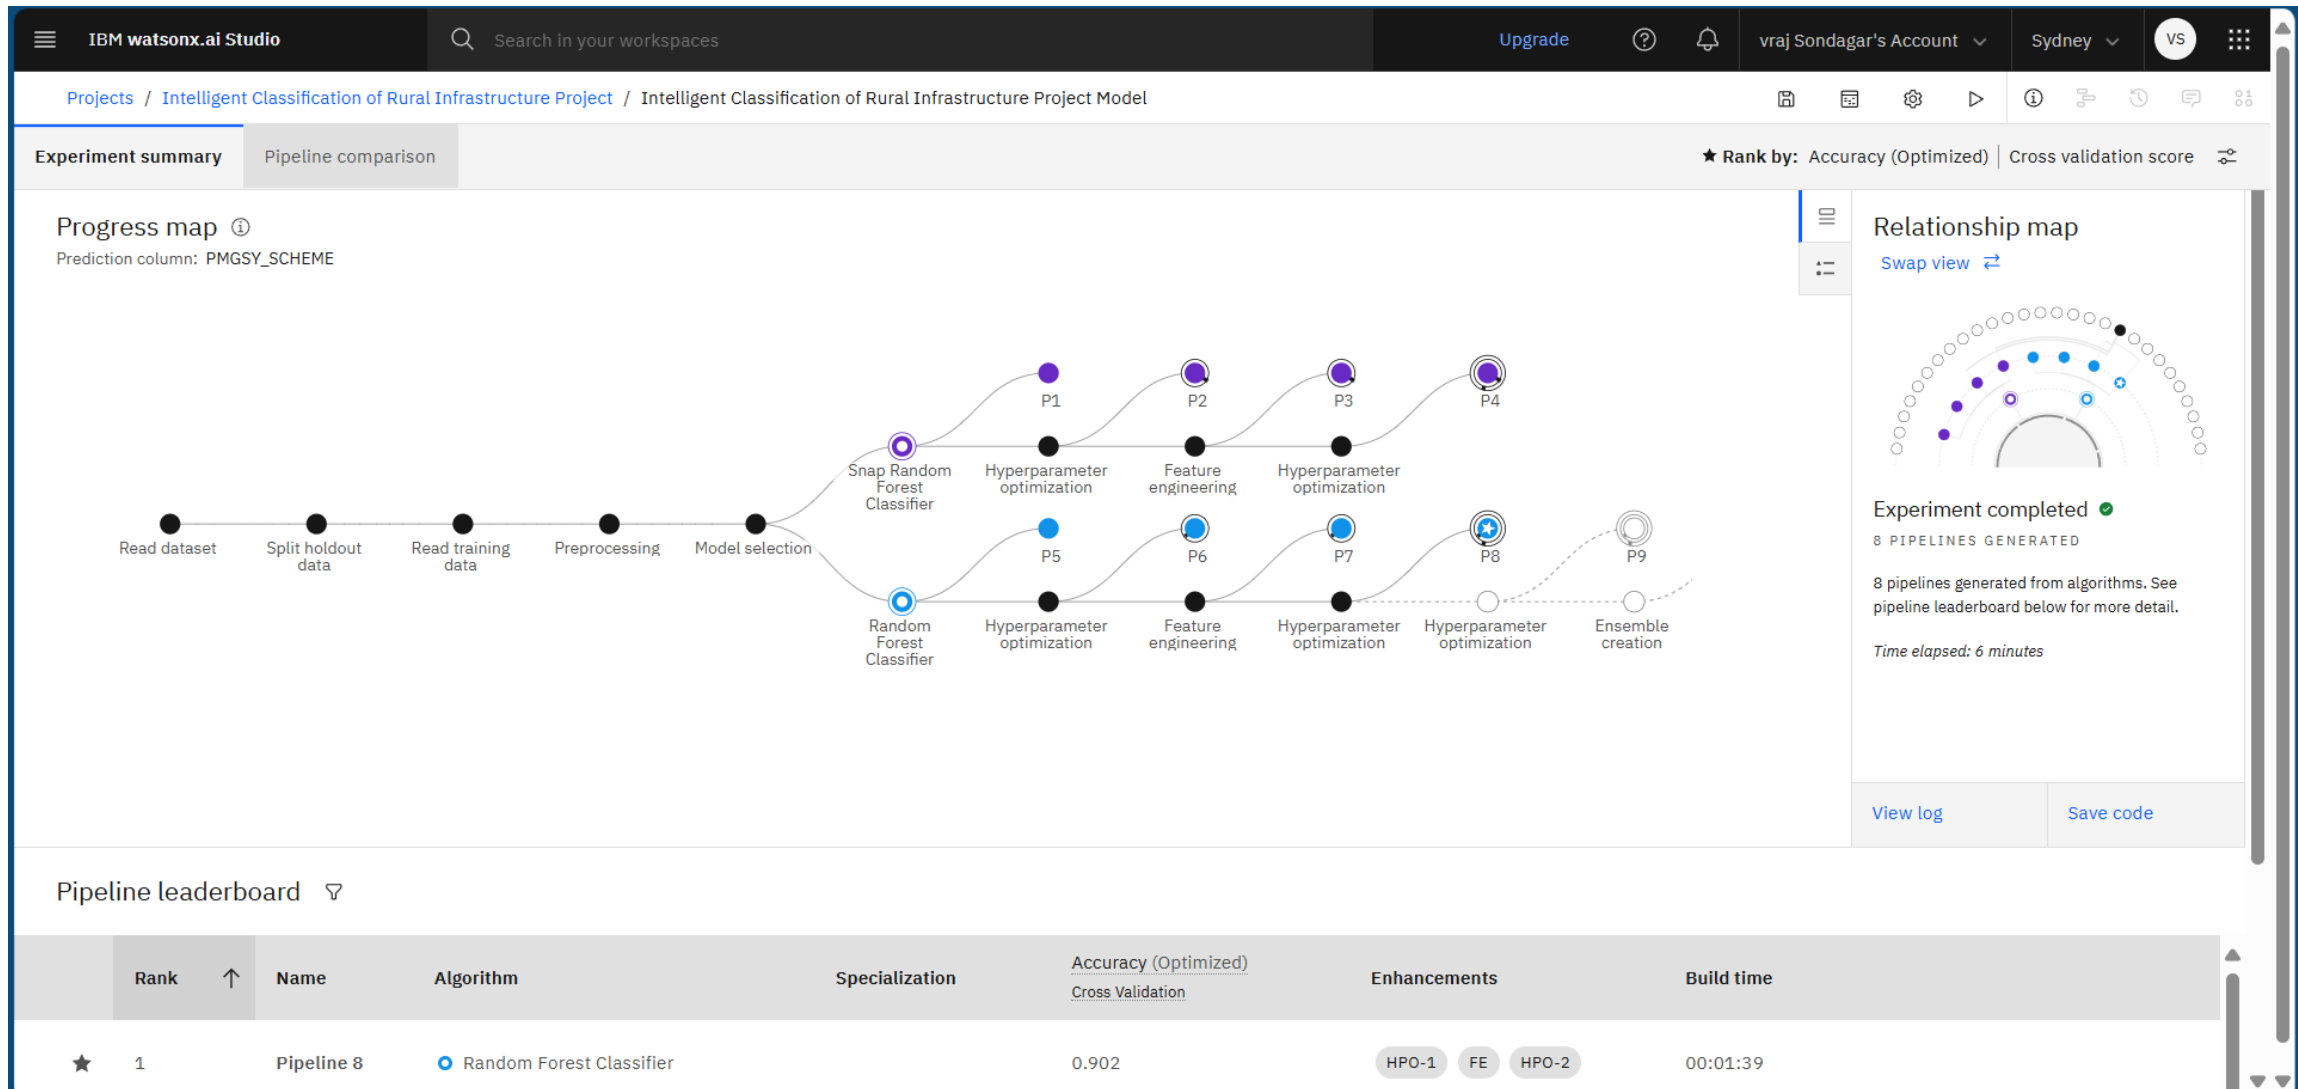 IBM watsonx.ai Studio
Search in your workspaces
Upgrade
vraj Sondagar's Account
Sydney
VS
Projects / Intelligent Classification of Rural Infrastructure Project / Intelligent Classification of Rural Infrastructure Project Model
Experiment summary
Pipeline comparison
Rank by: Accuracy (Optimized) | Cross validation score
Progress map
Prediction column: PMGSY_SCHEME
P1
P2
P3
P4
Snap Random
Forest
Classifier
Hyperparameter
optimization
Feature
engineering
Hyperparameter
optimization
Read dataset
Split holdout
data
Read training
data
Preprocessing
Model selection
P5
P6
P7
P8
P9
Random
Forest
Classifier
Hyperparameter
optimization
Feature
engineering
Hyperparameter
optimization
Hyperparameter
optimization
Ensemble
creation
Relationship map
Swap view
Experiment completed
8 PIPELINES GENERATED
8 pipelines generated from algorithms. See
pipeline leaderboard below for more detail.
Time elapsed: 6 minutes
View log
Save code
Pipeline leaderboard
Rank
Name
Algorithm
Specialization
Accuracy (Optimized)
Cross Validation
Enhancements
Build time
1
Pipeline 8
Random Forest Classifier
0.902
HPO-1
FE
HPO-2
00:01:39